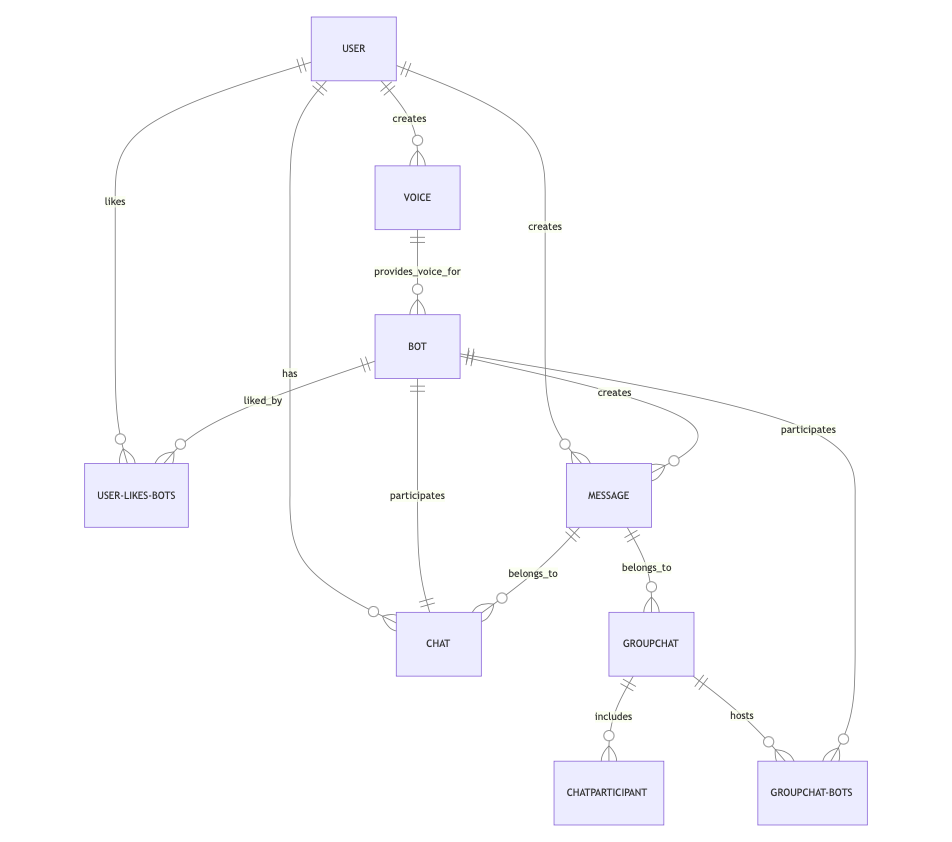 USER
creates
VOICE
likes
creates
provides_voice_for
BOT
has
creates
liked_by
participates
participates
USER-LIKES-BOTS
MESSAGE
belongs_to
belongs_to
CHAT
GROUPCHAT
includes
hosts
CHATPARTICIPANT
GROUPCHAT-BOTS